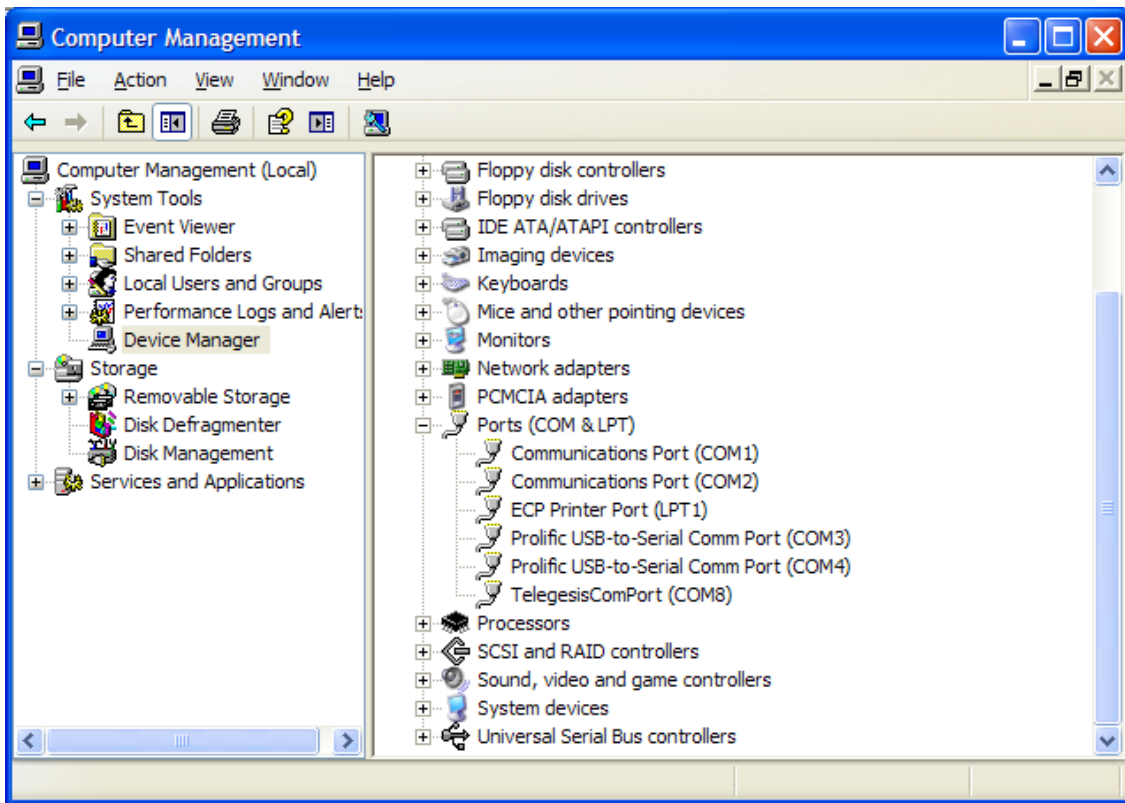 Computer Management
File Action View Window Help
Computer Management (Local)
System Tools
Event Viewer
Shared Folders
Local Users and Groups
Performance Logs and Alert
Device Manager
Storage
Removable Storage
Disk Defragmenter
Disk Management
Services and Applications
Floppy disk controllers
Floppy disk drives
IDE ATA/ATAPI controllers
Imaging devices
Keyboards
Mice and other pointing devices
Monitors
Network adapters
PCMCIA adapters
Ports (COM & LPT)
Communications Port (COM1)
Communications Port (COM2)
ECP Printer Port (LPT1)
Prolific USB-to-Serial Comm Port (COM3)
Prolific USB-to-Serial Comm Port (COM4)
TelegesisComPort (COM8)
Processors
SCSI and RAID controllers
Sound, video and game controllers
System devices
Universal Serial Bus controllers